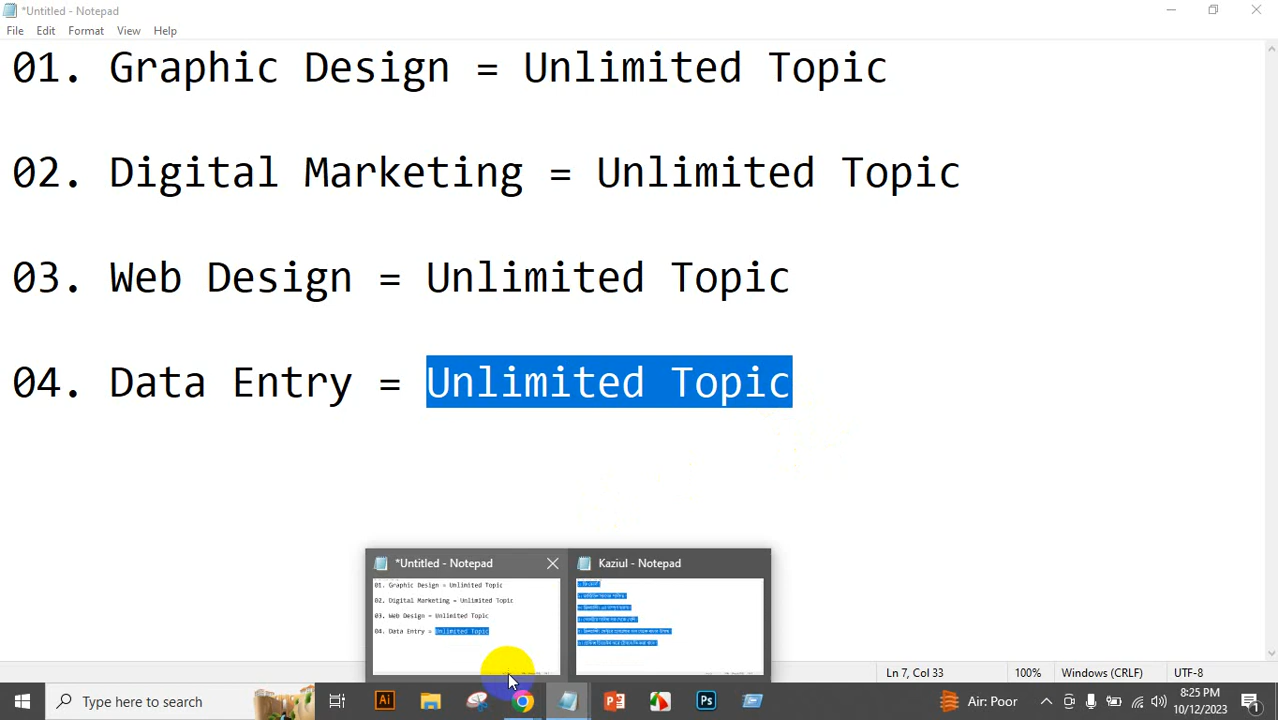 *Untitled - Notepad
File Edit Format View Help
01. Graphic Design = Unlimited Topic
02. Digital Marketing = Unlimited Topic
03. Web Design = Unlimited Topic
04. Data Entry = Unlimited Topic
*Untitled - Notepad
Kaziul - Notepad
01. Graphic Design = Unlimited Topic
02. Digital Marketing = Unlimited Topic
03. Web Design = Unlimited Topic
04. Data Entry = Unlimited Topic
Ln 7, Col 33 100% Windows (CRLF) UTF-8
Type here to search
Ai
Ps
Air: Poor
8:25 PM
10/12/2023
1